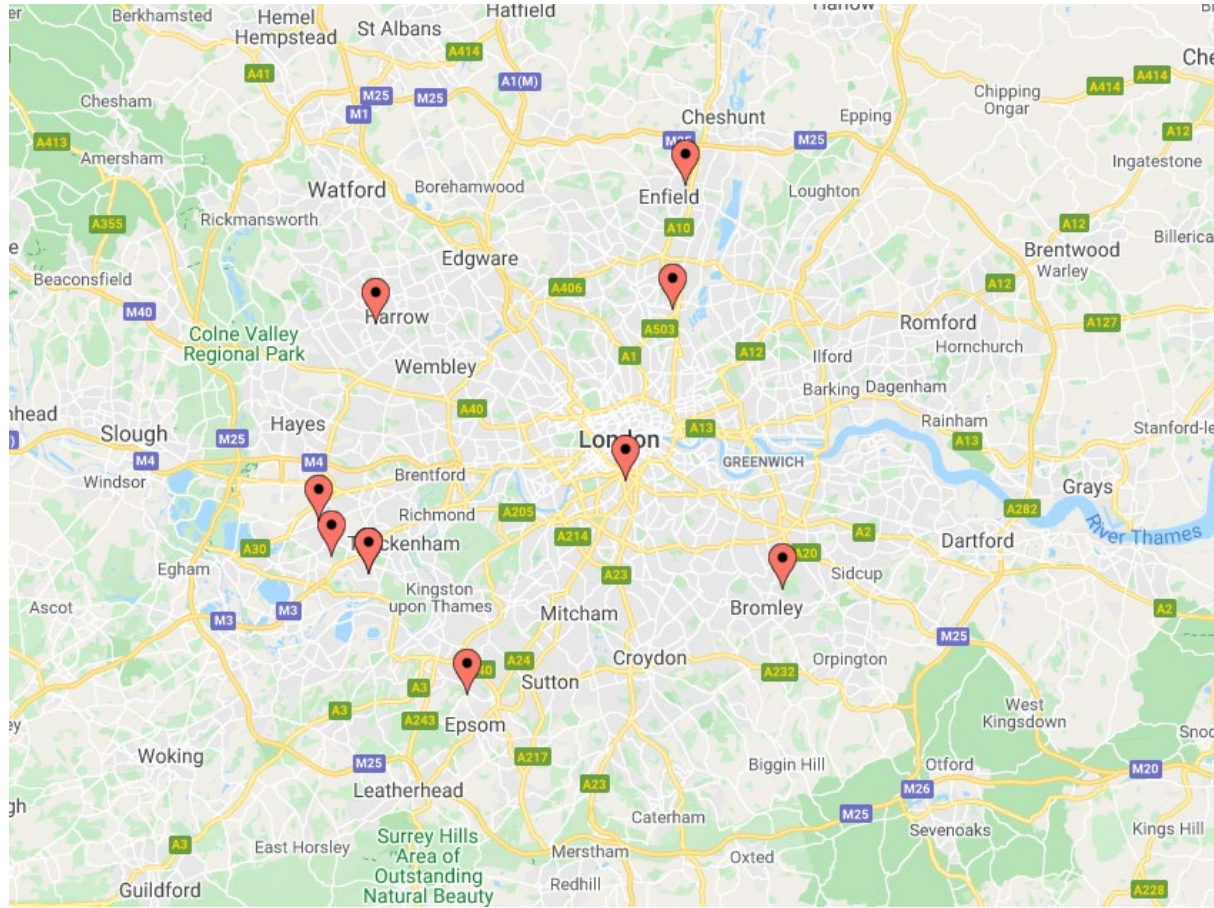 Berkhamsted
Hemel
Hempstead
Hatfield
St Albans
A414
A41
A1(M)
M25
M25
M1
Chesham
A413
Amersham
Cheshunt
M25
Epping
Chipping
Ongar
A414
A414
A12
Ingatestone
Watford
Borehamwood
Enfield
Loughton
Rickmansworth
A355
A10
A12
Brentwood
Warley
Beaconsfield
Edgware
M40
A406
A12
Harrow
Colne Valley
Regional Park
A503
Romford
A127
Hornchurch
A1
A12
Ilford
Wembley
Barking
Dagenham
A40
Hayes
Slough
M25
A13
Rainham
A13
London
M4
M4
Brentford
GREENWICH
Windsor
Grays
Richmond
A205
A282
River Thames
A30
A214
A2
Dartford
A20
Egham
Sidcup
A23
Kingston
upon Thames
Ascot
M3
M3
Mitcham
Bromley
A2
M25
Croydon
Orpington
A24
A232
Sutton
A3
A3
A243
Epsom
West
Kingsdown
Woking
M25
A217
Biggin Hill
Otford
M20
Leatherhead
A23
M26
M25
Caterham
Sevenoaks
Kings Hill
Surrey Hills
Area of
Outstanding
Natural Beauty
A3
East Horsley
Merstham
Oxted
Redhill
Guildford
A228